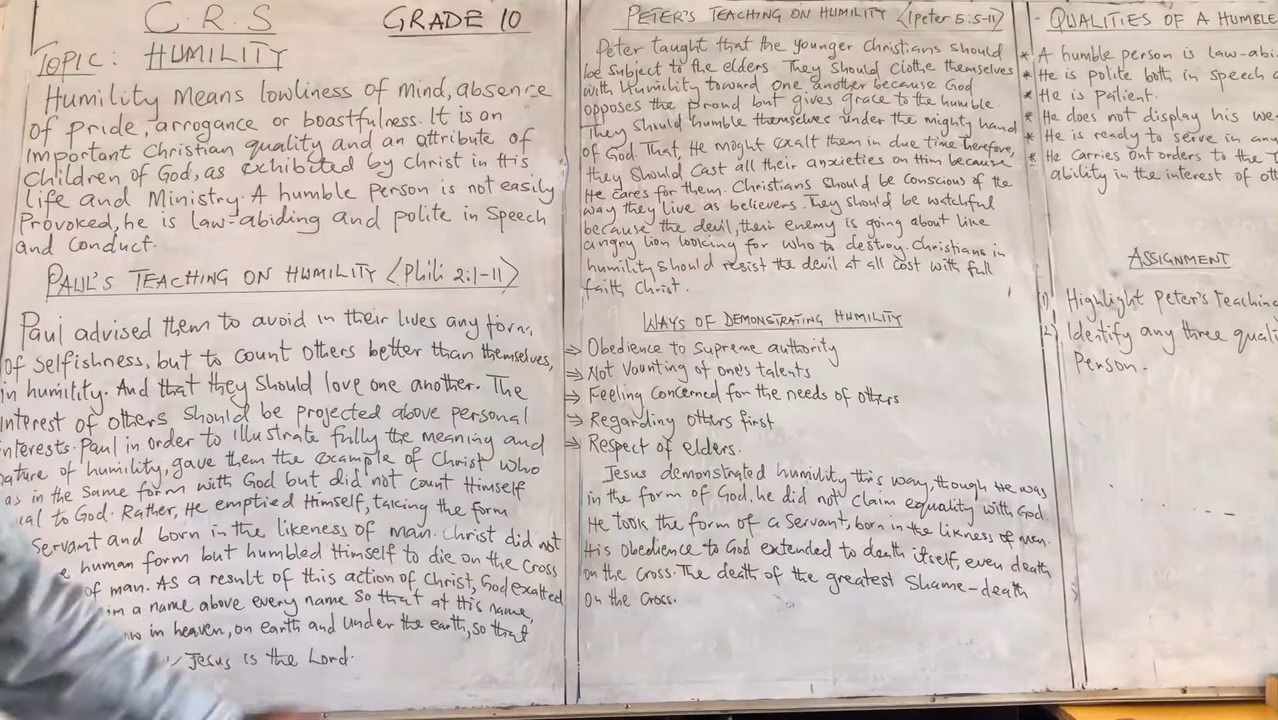 C.R.S
GRADE 10
TOPIC: HUMILITY
Humility means lowliness of mind, absence
of pride, arrogance or boastfulness. It is an
important Christian quality and an attribute of
children of God, as exhibited by christ in His
life and Ministry. A humble person is not easily
Provoked, he is law-abiding and polite in speech
and conduct.
PAUL'S TEACHING ON HUMILITY <Phili 2:1-11)
Paul advised them to avoid in their lives any form
of selfishness, but to count others better than themselves,
in humility. And that they should love one another. The
interest of others should be projected above personal
interests. Paul in order to illustrate fully the meaning and
ature of humility, gave them the example of Christ who
as in the same form with God but did not count Himself
ual to God. Rather, He emptied Himself, taking the form
Servant and born in the likeness of man. Christ did not
human form but humbled Himself to die on the Cross
of man. As a result of this action of Christ, God exalted
im a name above every name so that at this name,
in heaven, on earth and under the earth, so that
Jesus is the Lord.
PETER'S TEACHING ON HUMILITY <1peter 5:5-11)
Peter taught that the younger Christians should
be subject to the elders. They should clothe themselves
with Humility toward one another because God
opposes the proud but gives grace to the humble.
They should humble themselves under the mighty hand
of God. That, He might exalt them in due time therefore,
they should cast all their anxieties on Him because
He cares for them. Christians should be conscious of the
way they live as believers. They should be watchful
because the devil, their enemy is going about like
angry lion looking for who to destroy. Christians in
humility should resist the devil at all cost with full
faith Christ.
WAYS OF DEMONSTRATING HUMILITY
⇒ Obedience to supreme authority
⇒ Not Vounting of one's talents
⇒ Feeling concerned for the needs of others
⇒ Regarding others first
⇒ Respect of elders.
Jesus demonstrated humility this way, though He was
in the form of God, he did not claim equality with God.
He took the form of a servant, born in the likness of men.
His obedience to God extended to death itself, even death
on the cross. The death of the greatest shame-death
on the cross.
- QUALITIES OF A HUMBLE
* A humble person is law-abi
* He is polite both in speech
* He is patient.
* He does not display his we
* He is ready to serve in any
* He carries out orders to the
ability in the interest of
ASSIGNMENT
1) Highlight Peter's teaching
2) Identify any three quali
Person.